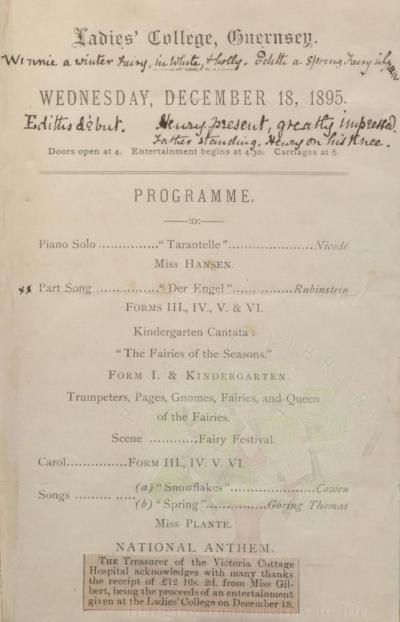 Ladies' College, Guernsey.
Winnie a winter Fairy, in White, & holly. Edith a Spring Fairy in
WEDNESDAY, DECEMBER 18, 1895.
Ediths début. Henry present, greatly impressed.
Father standing, Henry on his Knee.
Doors open at 4. Entertainment begins at 4.30. Carriages at 6.
PROGRAMME.
—:o:—
Piano Solo ..............“ Tarantelle ”.....................Nicodé
Miss HANSEN.
xx Part Song ...............“ Der Engel ”...............Rubinstein
FORMS III., IV., V. & VI.
Kindergarten Cantata :
“The Fairies of the Seasons.”
FORM I. & KINDERGARTEN.
Trumpeters, Pages, Gnomes, Fairies, and Queen
of the Fairies.
Scene ............Fairy Festival.
Carol...............FORM III., IV. V. VI.
Songs ......... .....(a) “ Snowflakes ”.....................Cowen
(b) “ Spring ”...............Goring Thomas
Miss PLANTE.
NATIONAL ANTHEM.
THE Treasurer of the Victoria Cottage
Hospital acknowledges with many thanks
the receipt of £12 16s. 2d. from Miss Gil-
bert, being the proceeds of an entertainment
given at the Ladies' College on December 18.